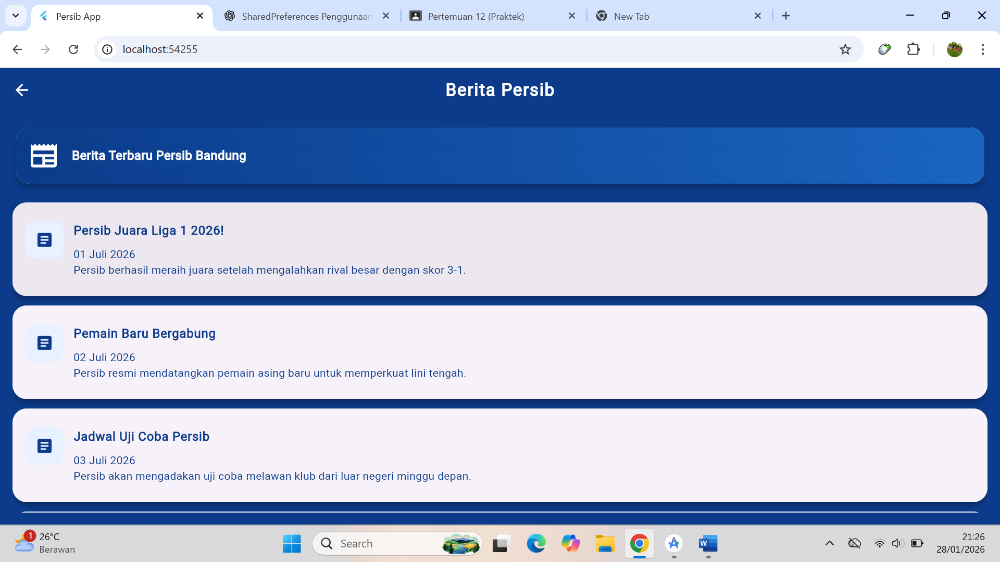 Persib App
SharedPreferences Penggunaan
Pertemuan 12 (Praktek)
New Tab
localhost:54255
Berita Persib
Berita Terbaru Persib Bandung
Persib Juara Liga 1 2026!
01 Juli 2026
Persib berhasil meraih juara setelah mengalahkan rival besar dengan skor 3-1.
Pemain Baru Bergabung
02 Juli 2026
Persib resmi mendatangkan pemain asing baru untuk memperkuat lini tengah.
Jadwal Uji Coba Persib
03 Juli 2026
Persib akan mengadakan uji coba melawan klub dari luar negeri minggu depan.
1
26°C
Berawan
Search
W
21:26
28/01/2026